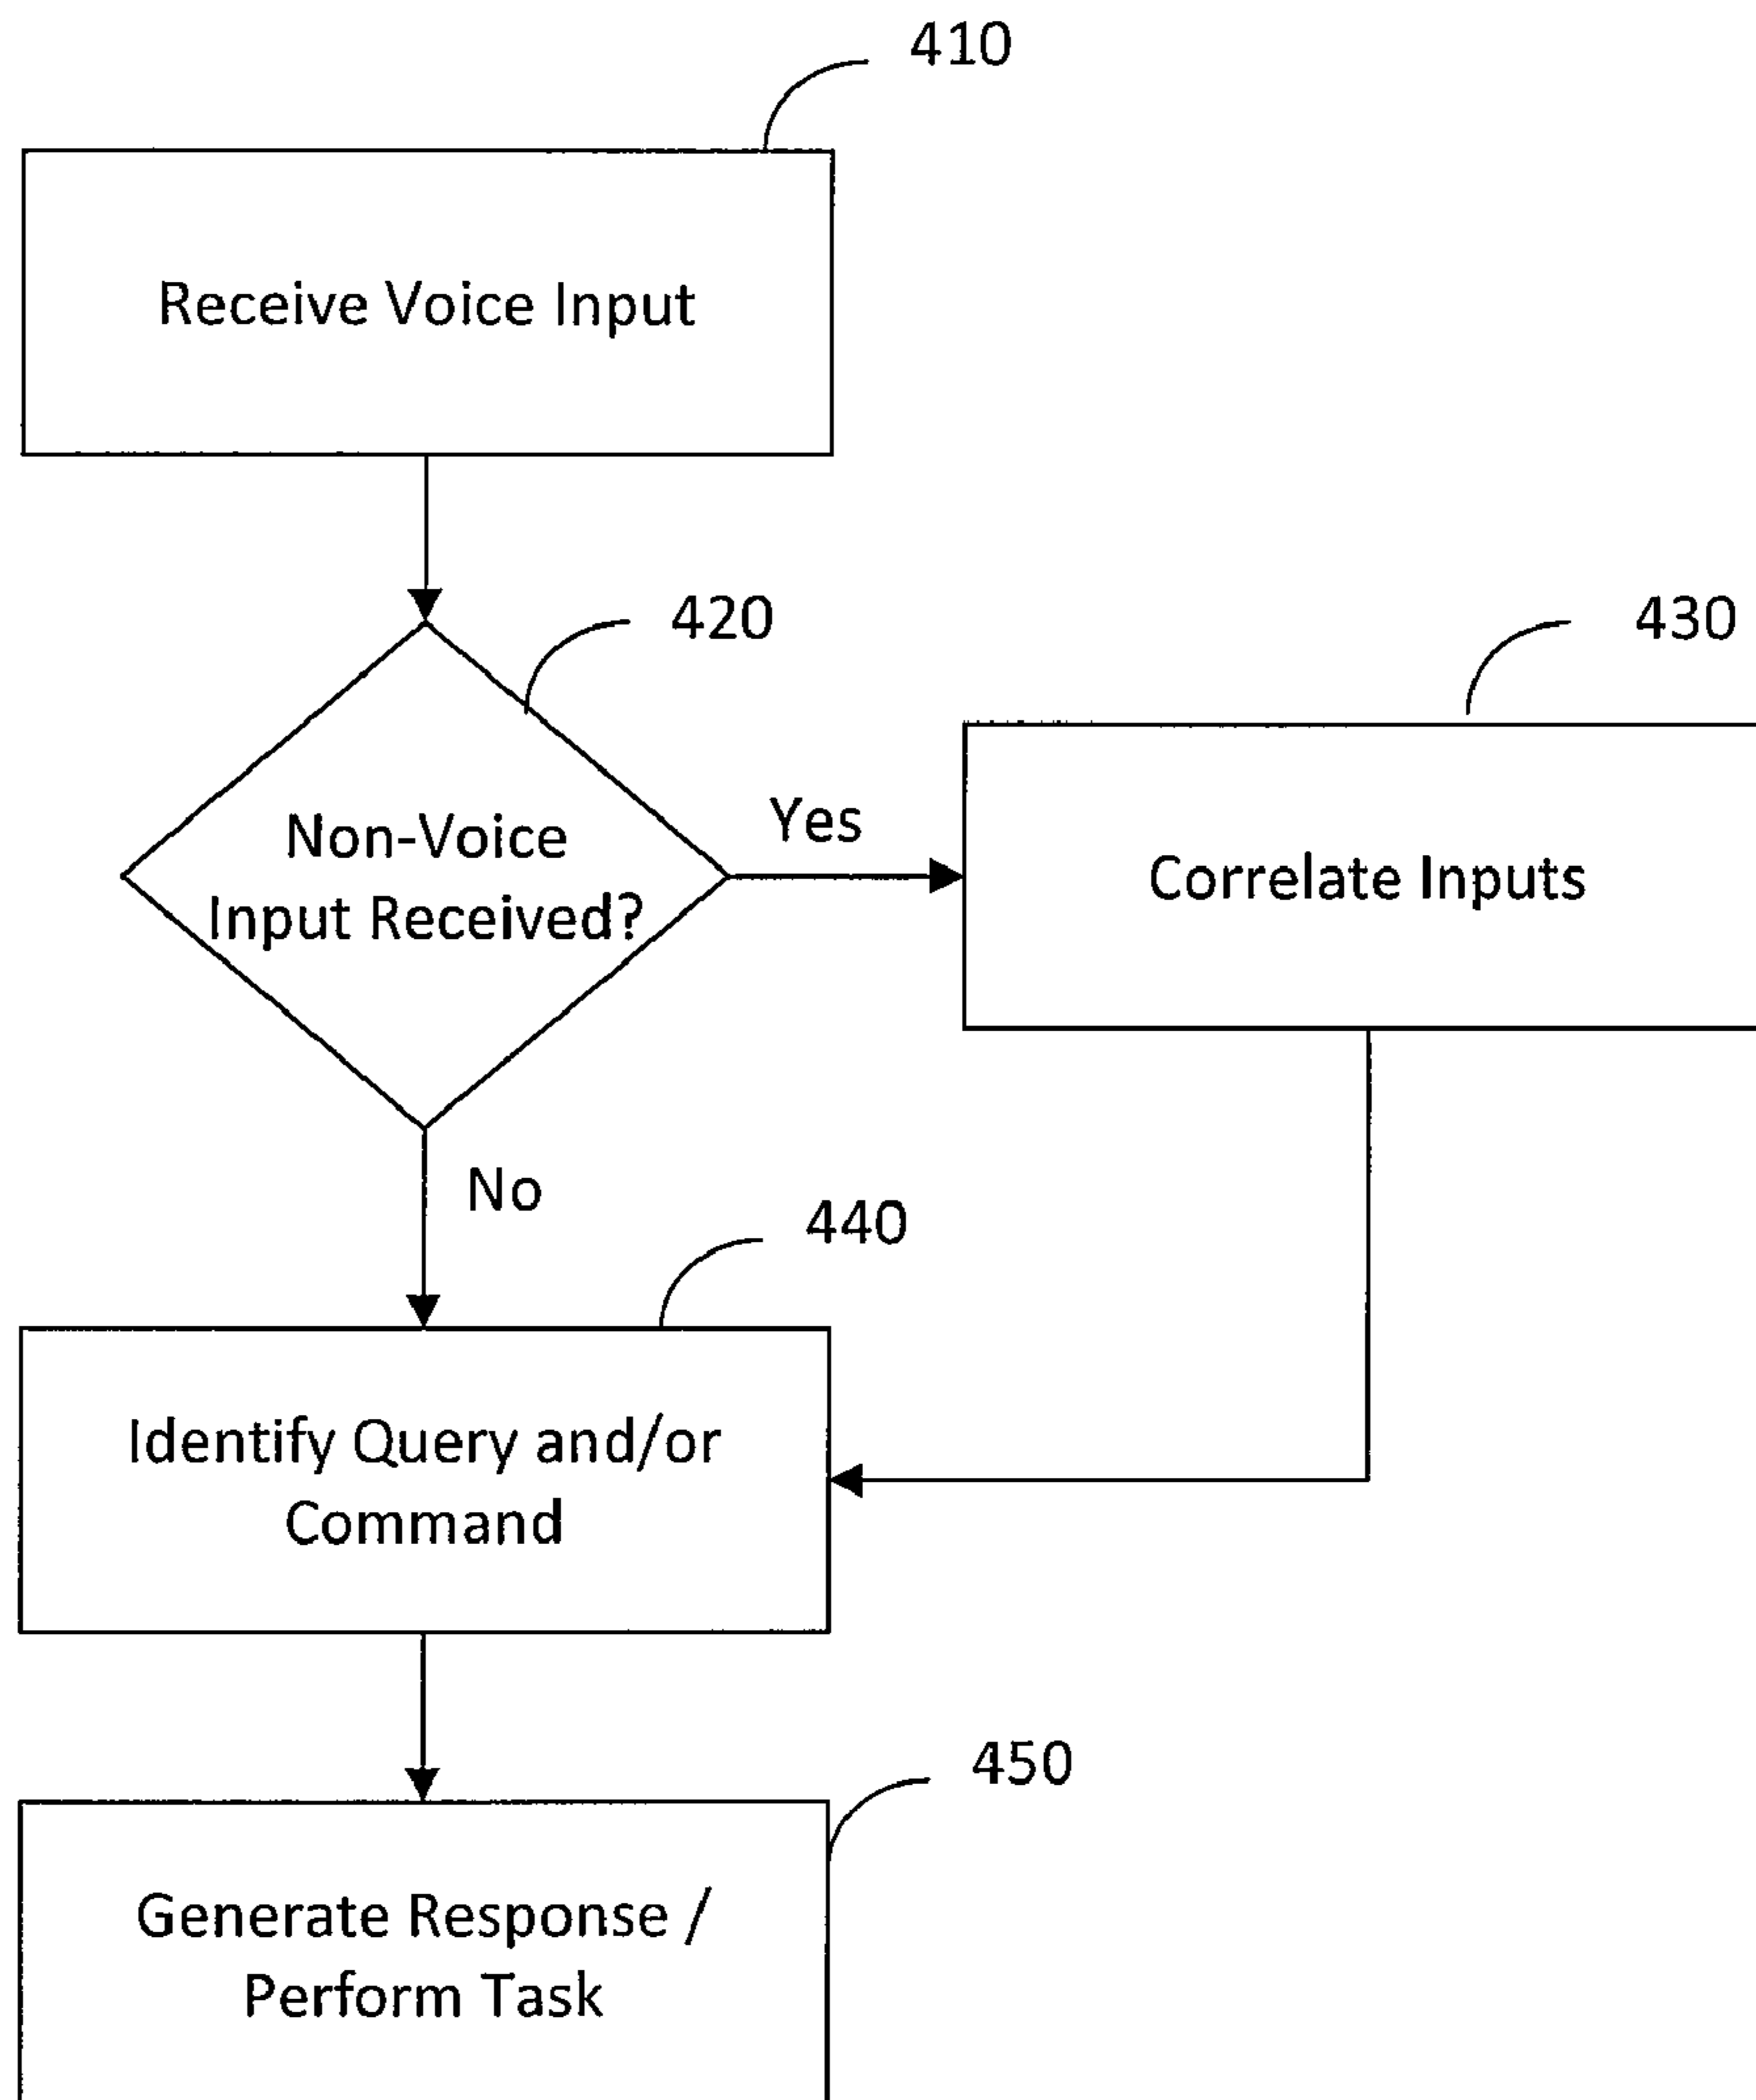 410
Receive Voice Input
420
430
Non-Voice
Input Received?
Yes
Correlate Inputs
No
440
Identify Query and/or
Command
450
Generate Response /
Perform Task